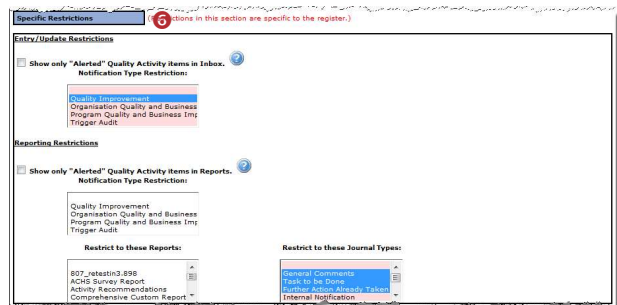 Specific Restrictions
6
ctions in this section are specific to the register.)
Entry/Update Restrictions
Show only "Alerted" Quality Activity items in Inbox. ?
Notification Type Restriction:
Quality Improvement
Organisation Quality and Business
Program Quality and Business Imp
Trigger Audit
Reporting Restrictions
Show only "Alerted" Quality Activity items in Reports. ?
Notification Type Restriction:
Quality Improvement
Organisation Quality and Business
Program Quality and Business Imp
Trigger Audit
Restrict to these Reports:
807_retestin3.898
ACHS Survey Report
Activity Recommendations
Comprehensive Custom Report
Restrict to these Journal Types:
General Comments
Task to be Done
Further Action Already Taken
Internal Notification